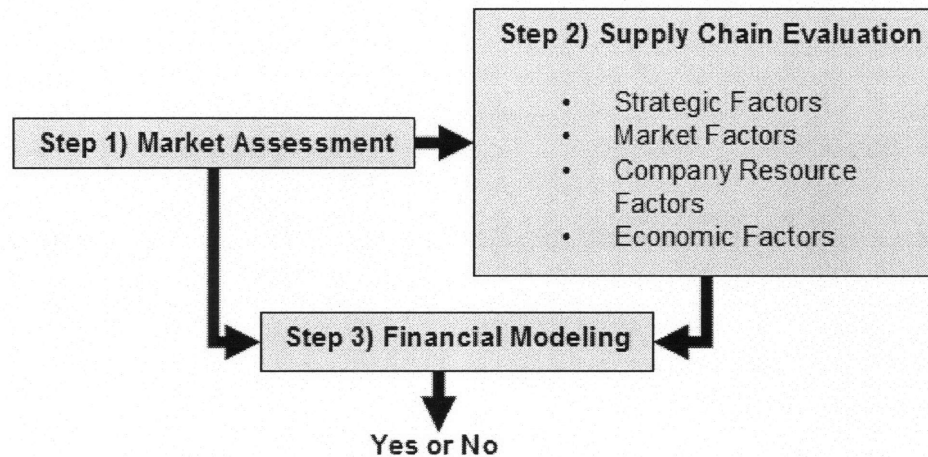 Step 1) Market Assessment
Step 2) Supply Chain Evaluation
• Strategic Factors
• Market Factors
• Company Resource
Factors
• Economic Factors
Step 3) Financial Modeling
Yes or No